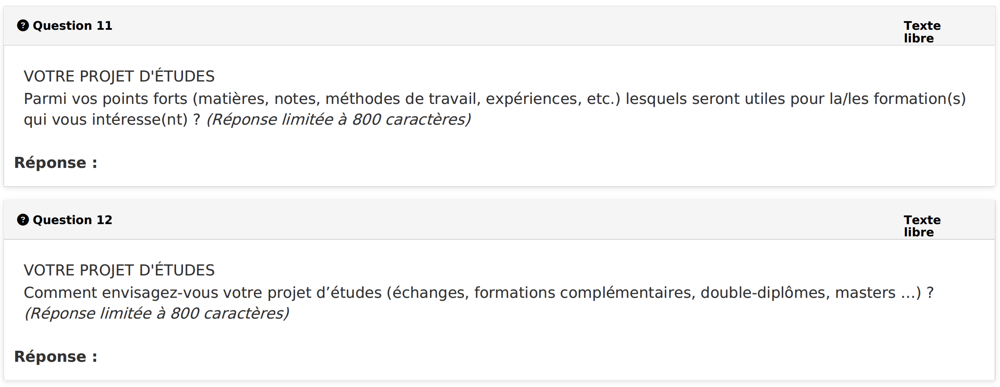 Question 11
Texte
libre
VOTRE PROJET D'ÉTUDES
Parmi vos points forts (matières, notes, méthodes de travail, expériences, etc.) lesquels seront utiles pour la/les formation(s)
qui vous intéresse(nt) ? (Réponse limitée à 800 caractères)
Réponse :
Question 12
Texte
libre
VOTRE PROJET D'ÉTUDES
Comment envisagez-vous votre projet d’études (échanges, formations complémentaires, double-diplômes, masters ...) ?
(Réponse limitée à 800 caractères)
Réponse :